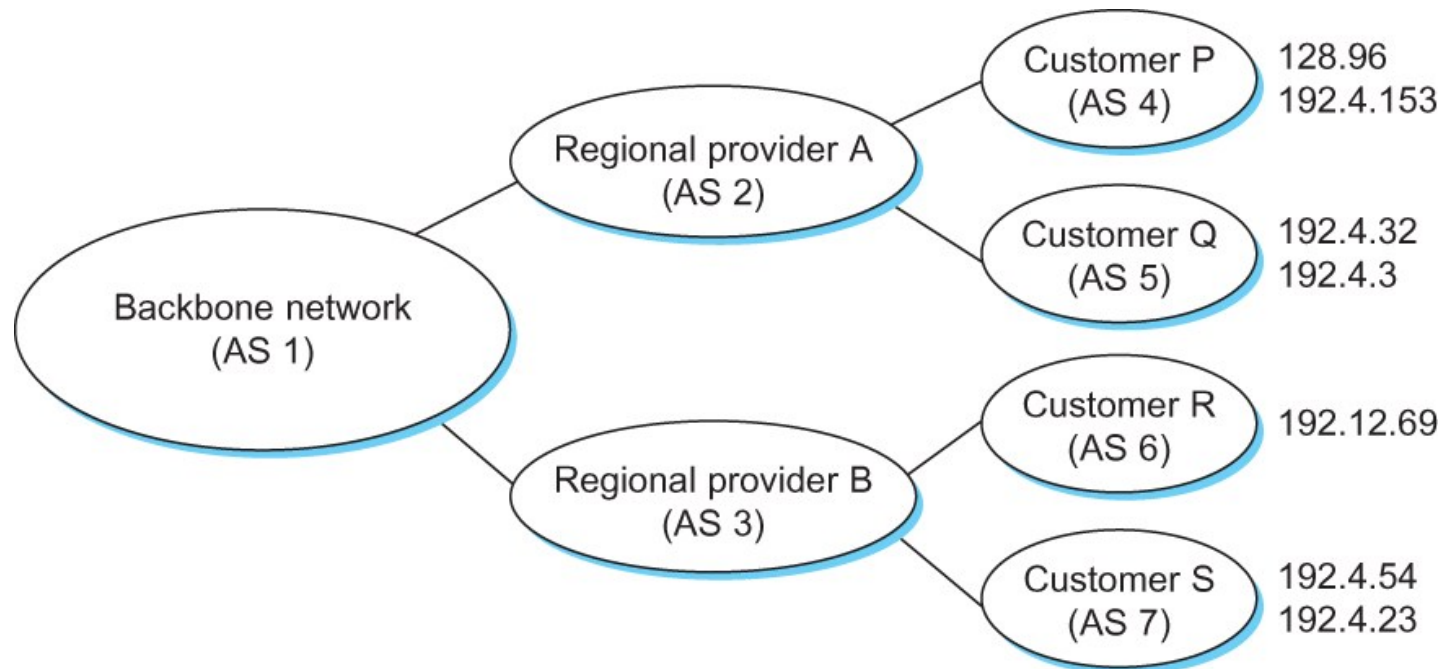 Customer P
(AS 4)
128.96
192.4.153
Regional provider A
(AS 2)
Customer Q
(AS 5)
192.4.32
192.4.3
Backbone network
(AS 1)
Customer R
(AS 6)
192.12.69
Regional provider B
(AS 3)
Customer S
(AS 7)
192.4.54
192.4.23